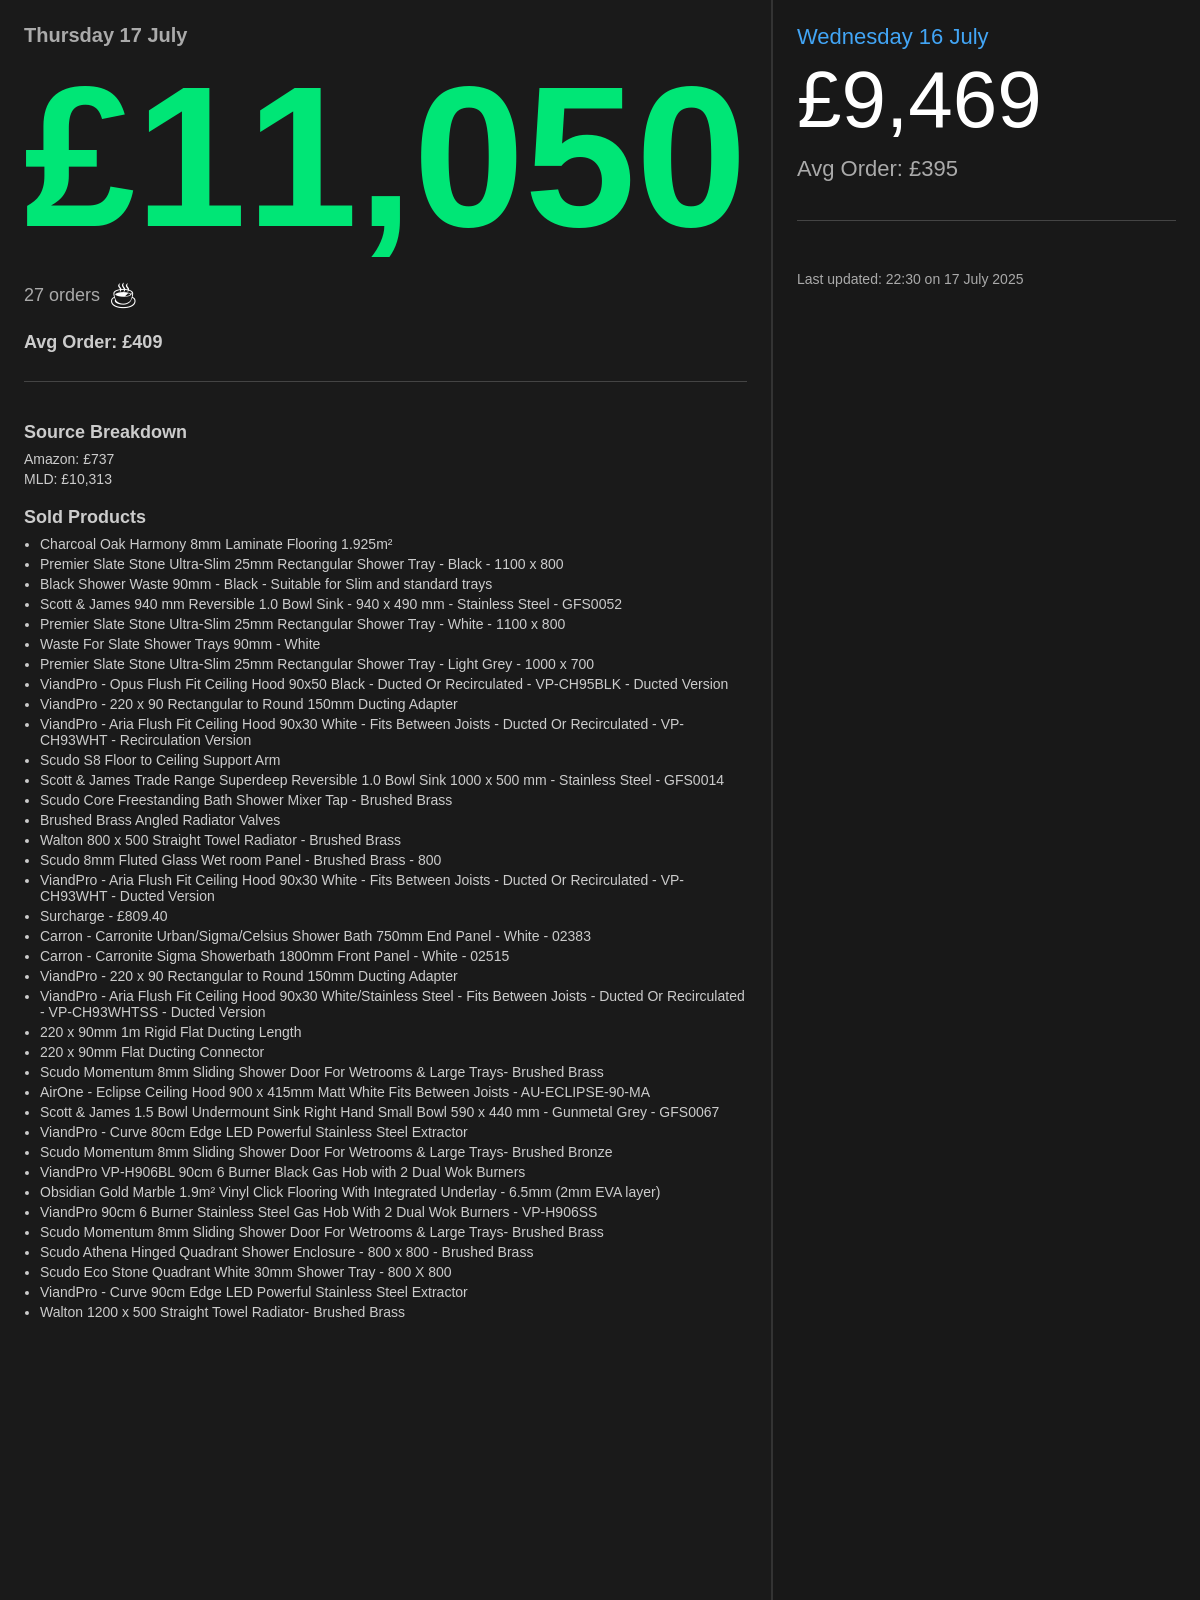 Thursday 17 July
£11,050
27 orders ☕
Avg Order: £409
Source Breakdown
Amazon: £737
MLD: £10,313
Sold Products
• Charcoal Oak Harmony 8mm Laminate Flooring 1.925m²
• Premier Slate Stone Ultra-Slim 25mm Rectangular Shower Tray - Black - 1100 x 800
• Black Shower Waste 90mm - Black - Suitable for Slim and standard trays
• Scott & James 940 mm Reversible 1.0 Bowl Sink - 940 x 490 mm - Stainless Steel - GFS0052
• Premier Slate Stone Ultra-Slim 25mm Rectangular Shower Tray - White - 1100 x 800
• Waste For Slate Shower Trays 90mm - White
• Premier Slate Stone Ultra-Slim 25mm Rectangular Shower Tray - Light Grey - 1000 x 700
• ViandPro - Opus Flush Fit Ceiling Hood 90x50 Black - Ducted Or Recirculated - VP-CH95BLK - Ducted Version
• ViandPro - 220 x 90 Rectangular to Round 150mm Ducting Adapter
• ViandPro - Aria Flush Fit Ceiling Hood 90x30 White - Fits Between Joists - Ducted Or Recirculated - VP-
CH93WHT - Recirculation Version
• Scudo S8 Floor to Ceiling Support Arm
• Scott & James Trade Range Superdeep Reversible 1.0 Bowl Sink 1000 x 500 mm - Stainless Steel - GFS0014
• Scudo Core Freestanding Bath Shower Mixer Tap - Brushed Brass
• Brushed Brass Angled Radiator Valves
• Walton 800 x 500 Straight Towel Radiator - Brushed Brass
• Scudo 8mm Fluted Glass Wet room Panel - Brushed Brass - 800
• ViandPro - Aria Flush Fit Ceiling Hood 90x30 White - Fits Between Joists - Ducted Or Recirculated - VP-
CH93WHT - Ducted Version
• Surcharge - £809.40
• Carron - Carronite Urban/Sigma/Celsius Shower Bath 750mm End Panel - White - 02383
• Carron - Carronite Sigma Showerbath 1800mm Front Panel - White - 02515
• ViandPro - 220 x 90 Rectangular to Round 150mm Ducting Adapter
• ViandPro - Aria Flush Fit Ceiling Hood 90x30 White/Stainless Steel - Fits Between Joists - Ducted Or Recirculated
- VP-CH93WHTSS - Ducted Version
• 220 x 90mm 1m Rigid Flat Ducting Length
• 220 x 90mm Flat Ducting Connector
• Scudo Momentum 8mm Sliding Shower Door For Wetrooms & Large Trays- Brushed Brass
• AirOne - Eclipse Ceiling Hood 900 x 415mm Matt White Fits Between Joists - AU-ECLIPSE-90-MA
• Scott & James 1.5 Bowl Undermount Sink Right Hand Small Bowl 590 x 440 mm - Gunmetal Grey - GFS0067
• ViandPro - Curve 80cm Edge LED Powerful Stainless Steel Extractor
• Scudo Momentum 8mm Sliding Shower Door For Wetrooms & Large Trays- Brushed Bronze
• ViandPro VP-H906BL 90cm 6 Burner Black Gas Hob with 2 Dual Wok Burners
• Obsidian Gold Marble 1.9m² Vinyl Click Flooring With Integrated Underlay - 6.5mm (2mm EVA layer)
• ViandPro 90cm 6 Burner Stainless Steel Gas Hob With 2 Dual Wok Burners - VP-H906SS
• Scudo Momentum 8mm Sliding Shower Door For Wetrooms & Large Trays- Brushed Brass
• Scudo Athena Hinged Quadrant Shower Enclosure - 800 x 800 - Brushed Brass
• Scudo Eco Stone Quadrant White 30mm Shower Tray - 800 X 800
• ViandPro - Curve 90cm Edge LED Powerful Stainless Steel Extractor
• Walton 1200 x 500 Straight Towel Radiator- Brushed Brass
Wednesday 16 July
£9,469
Avg Order: £395
Last updated: 22:30 on 17 July 2025